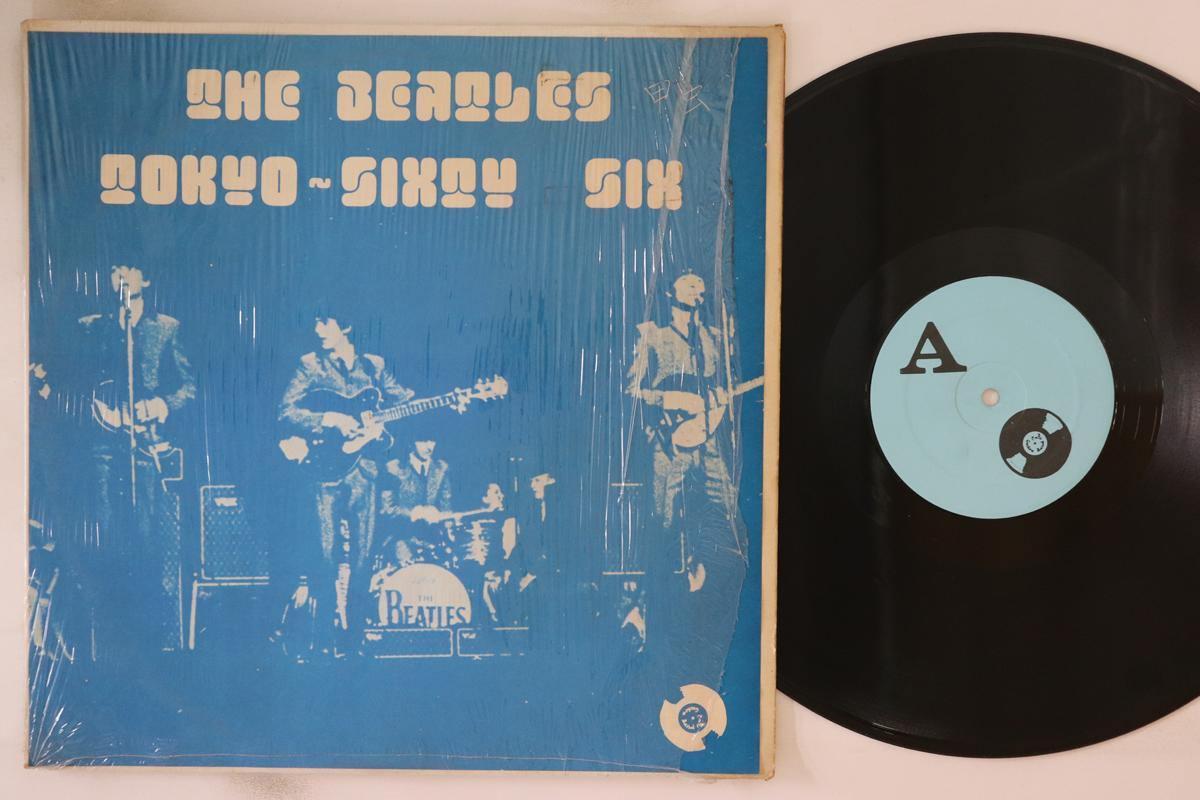 THE BEATLES
TOKYO ~ SIXTY SIX
THE
BEATLES
A